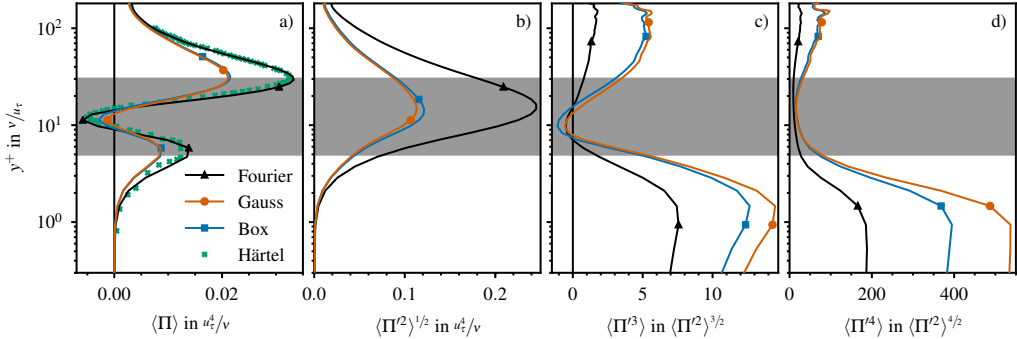 a)
b)
c)
d)
10²
10¹
10⁰
y⁺ in ν/uτ
Fourier
Gauss
Box
Härtel
0.00 0.02
0.0 0.1 0.2
0 5 10
0 200 400
⟨Π⟩ in uτ⁴/ν
⟨Π′²⟩^1/2 in uτ⁴/ν
⟨Π′³⟩ in ⟨Π′²⟩^3/2
⟨Π′⁴⟩ in ⟨Π′²⟩^4/2